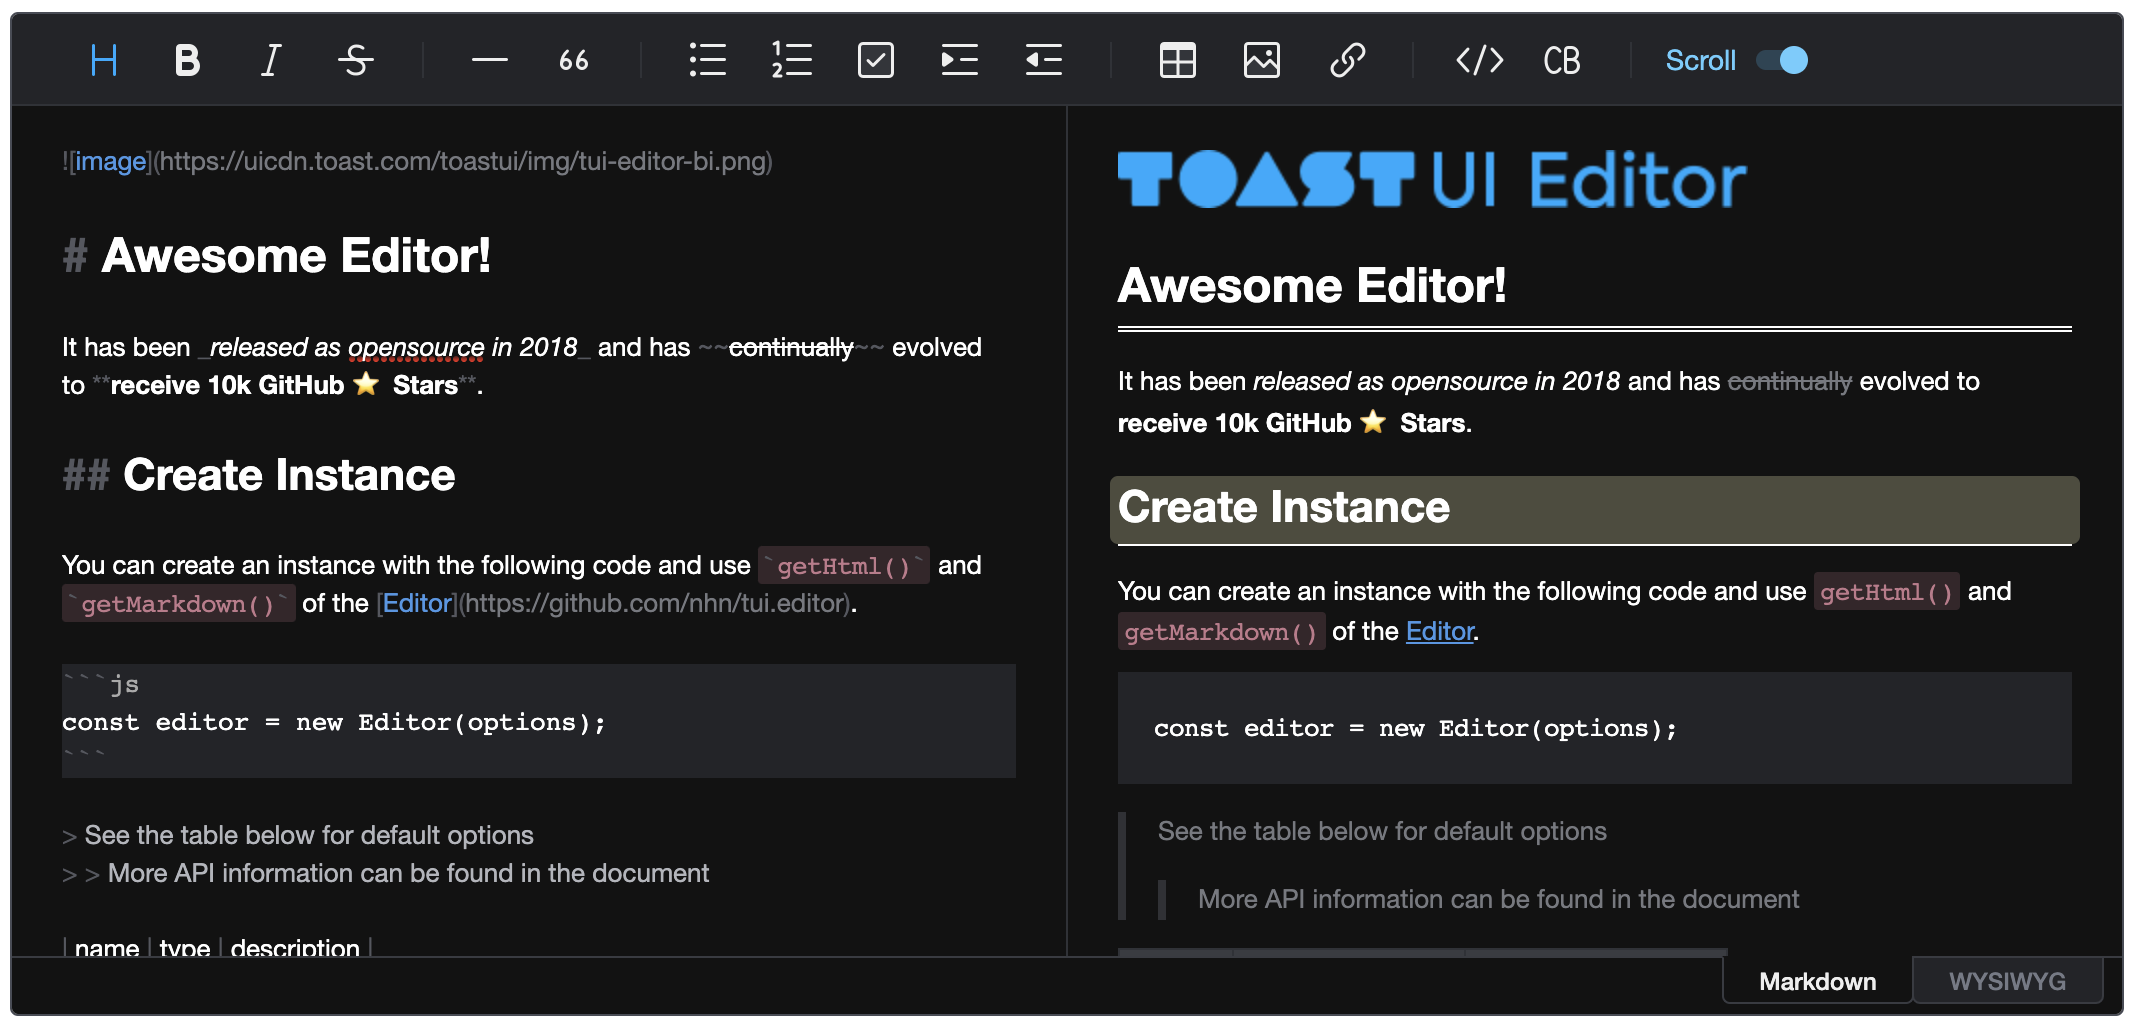 H B I S — 66 CB Scroll
![image](https://uicdn.toast.com/toastui/img/tui-editor-bi.png)
# Awesome Editor!
It has been _released as opensource in 2018_ and has ~~continually~~ evolved
to **receive 10k GitHub ⭐ Stars**.
## Create Instance
You can create an instance with the following code and use `getHtml()` and
`getMarkdown()` of the [Editor](https://github.com/nhn/tui.editor).
```js
const editor = new Editor(options);
```
> See the table below for default options
> > More API information can be found in the document
| name | type | description |
TOAST UI Editor
Awesome Editor!
It has been released as opensource in 2018 and has continually evolved to
receive 10k GitHub ⭐ Stars.
Create Instance
You can create an instance with the following code and use getHtml() and
getMarkdown() of the Editor.
const editor = new Editor(options);
See the table below for default options
More API information can be found in the document
Markdown WYSIWYG